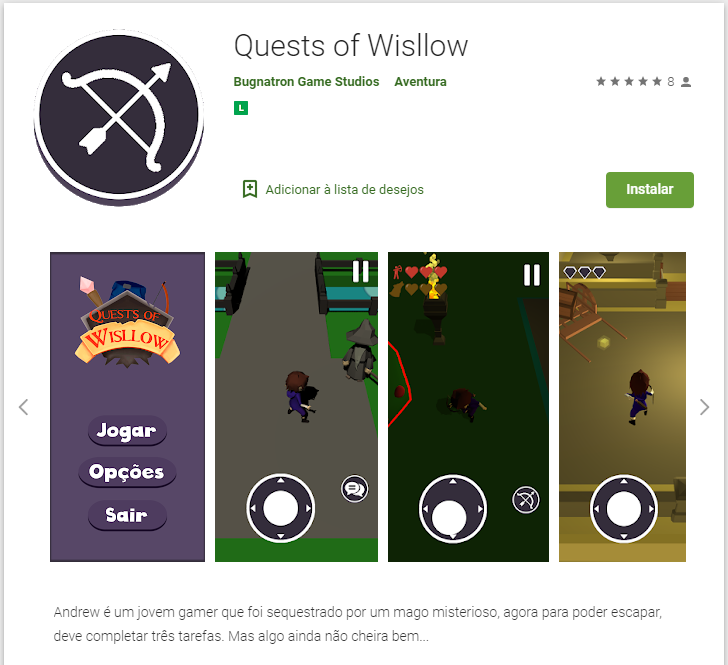 Quests of Wisllow
Bugnatron Game Studios Aventura
8
L
Adicionar à lista de desejos
Instalar
QUESTS OF
WISLLOW
Jogar
Opções
Sair
Andrew é um jovem gamer que foi sequestrado por um mago misterioso, agora para poder escapar,
deve completar três tarefas. Mas algo ainda não cheira bem...